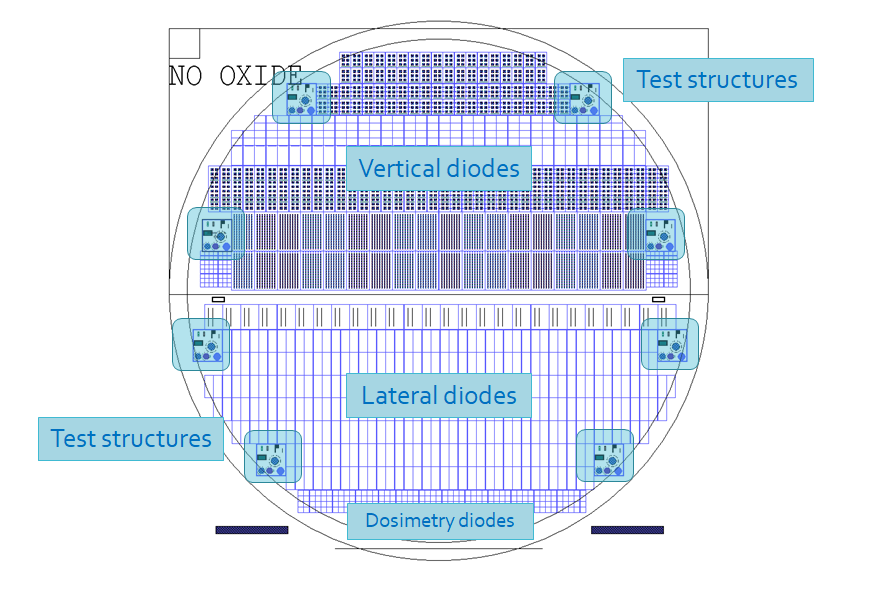 NO OXIDE
Test structures
Vertical diodes
Lateral diodes
Test structures
Dosimetry diodes